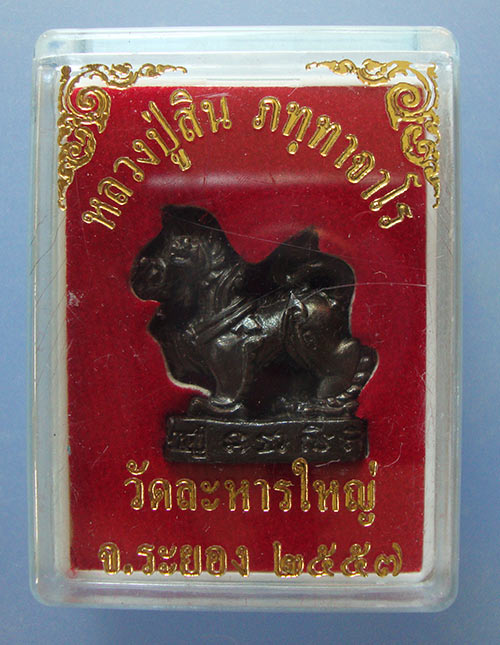 หลวงปู่สิน ภทฺทาจาโร
วัดละหารใหญ่
จ.ระยอง ๒๕๕๗